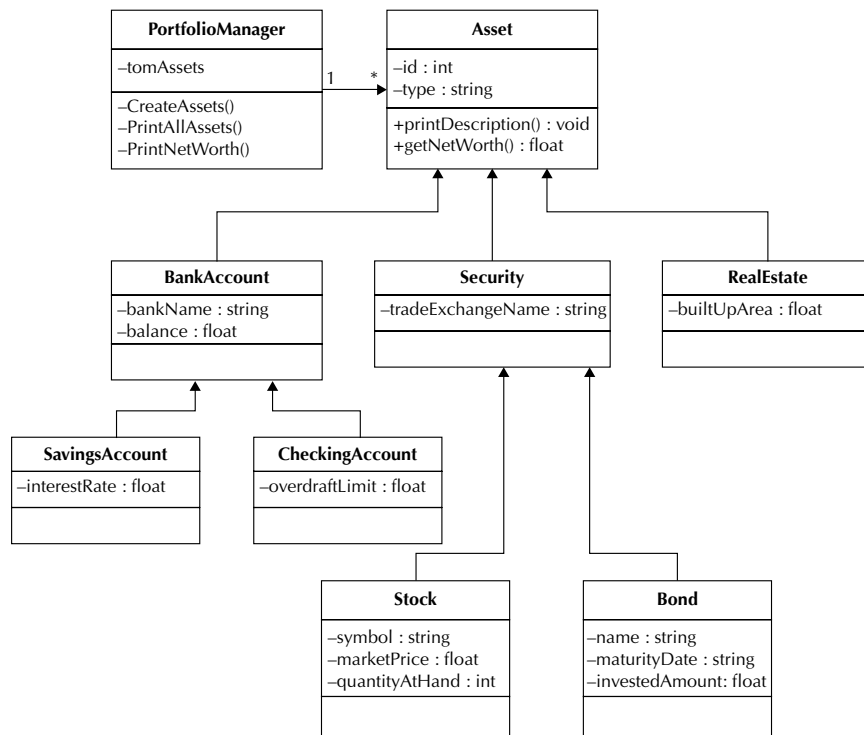 PortfolioManager
–tomAssets
–CreateAssets()
–PrintAllAssets()
–PrintNetWorth()
1
*
Asset
–id : int
–type : string
+printDescription() : void
+getNetWorth() : float
BankAccount
–bankName : string
–balance : float
Security
–tradeExchangeName : string
RealEstate
–builtUpArea : float
SavingsAccount
–interestRate : float
CheckingAccount
–overdraftLimit : float
Stock
–symbol : string
–marketPrice : float
–quantityAtHand : int
Bond
–name : string
–maturityDate : string
–investedAmount: float